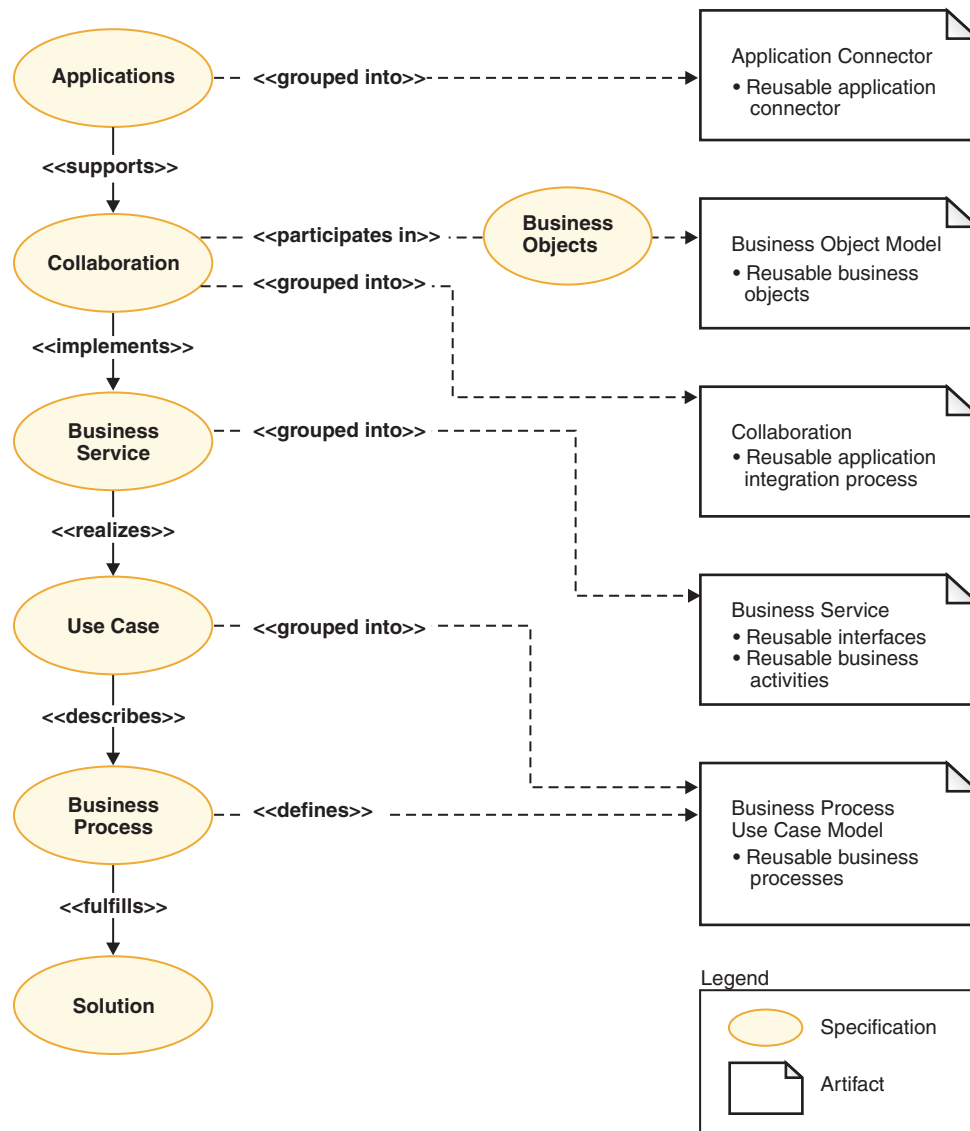 Applications
<<grouped into>>
Application Connector
• Reusable application
connector
<<supports>>
Collaboration
<<participates in>>
Business
Objects
Business Object Model
• Reusable business
objects
<<grouped into>>
<<implements>>
Collaboration
• Reusable application
integration process
Business
Service
<<grouped into>>
<<realizes>>
Business Service
• Reusable interfaces
• Reusable business
activities
Use Case
<<grouped into>>
<<describes>>
Business
Process
<<defines>>
Business Process
Use Case Model
• Reusable business
processes
<<fulfills>>
Solution
Legend
Specification
Artifact